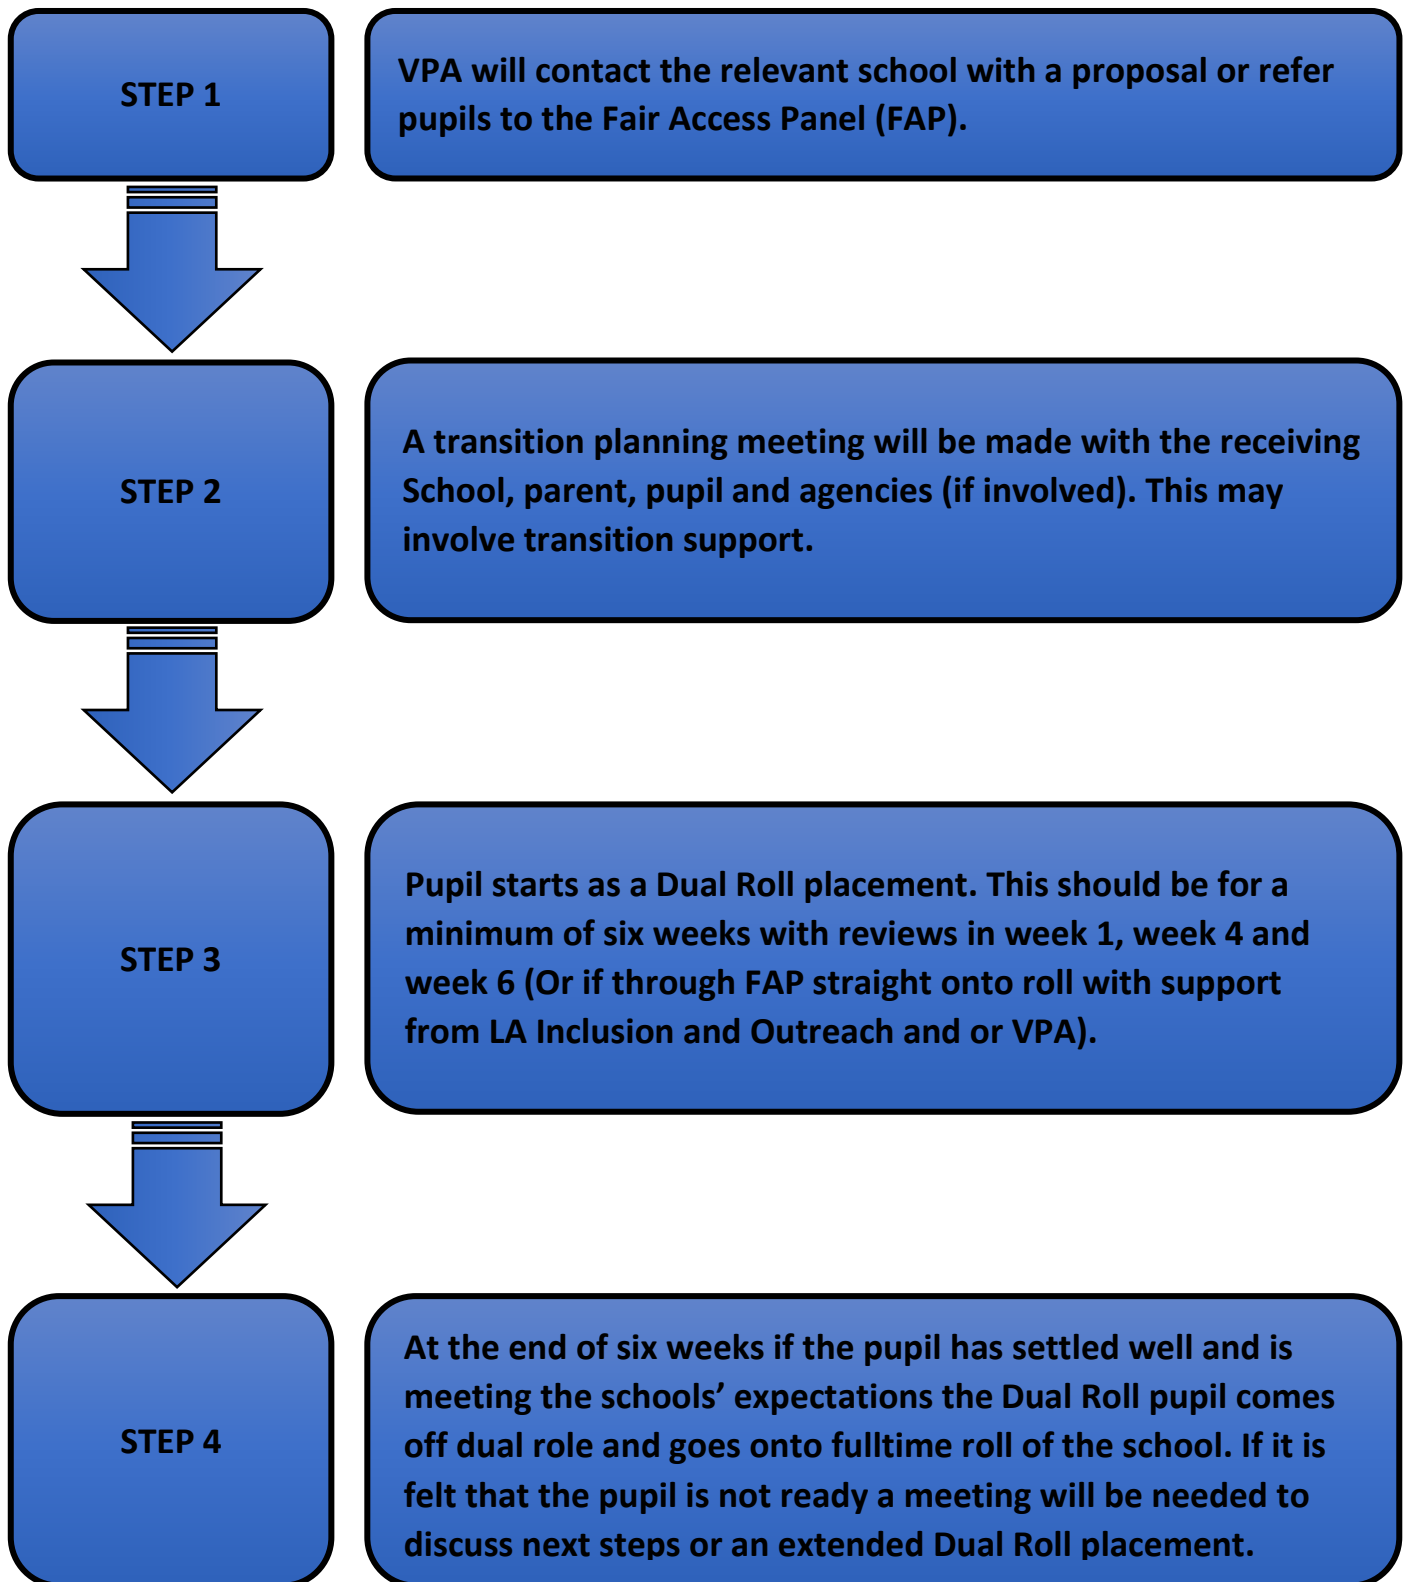 STEP 1
VPA will contact the relevant school with a proposal or refer
pupils to the Fair Access Panel (FAP).
STEP 2
A transition planning meeting will be made with the receiving
School, parent, pupil and agencies (if involved). This may
involve transition support.
STEP 3
Pupil starts as a Dual Roll placement. This should be for a
minimum of six weeks with reviews in week 1, week 4 and
week 6 (Or if through FAP straight onto roll with support
from LA Inclusion and Outreach and or VPA).
STEP 4
At the end of six weeks if the pupil has settled well and is
meeting the schools’ expectations the Dual Roll pupil comes
off dual role and goes onto fulltime roll of the school. If it is
felt that the pupil is not ready a meeting will be needed to
discuss next steps or an extended Dual Roll placement.